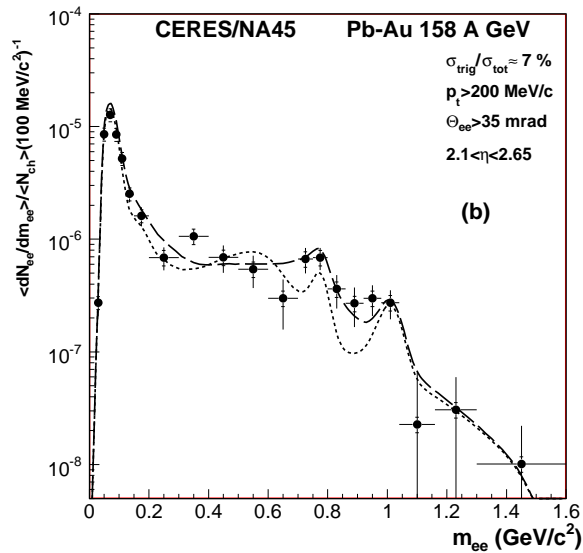 CERES/NA45 Pb-Au 158 A GeV
σtrig/σtot≈ 7 %
pt>200 MeV/c
Θee>35 mrad
2.1<η<2.65
(b)
<dNee/dmee>/<Nch>(100 MeV/c²)⁻¹
10⁻⁴
10⁻⁵
10⁻⁶
10⁻⁷
10⁻⁸
0 0.2 0.4 0.6 0.8 1 1.2 1.4 1.6
mee (GeV/c²)